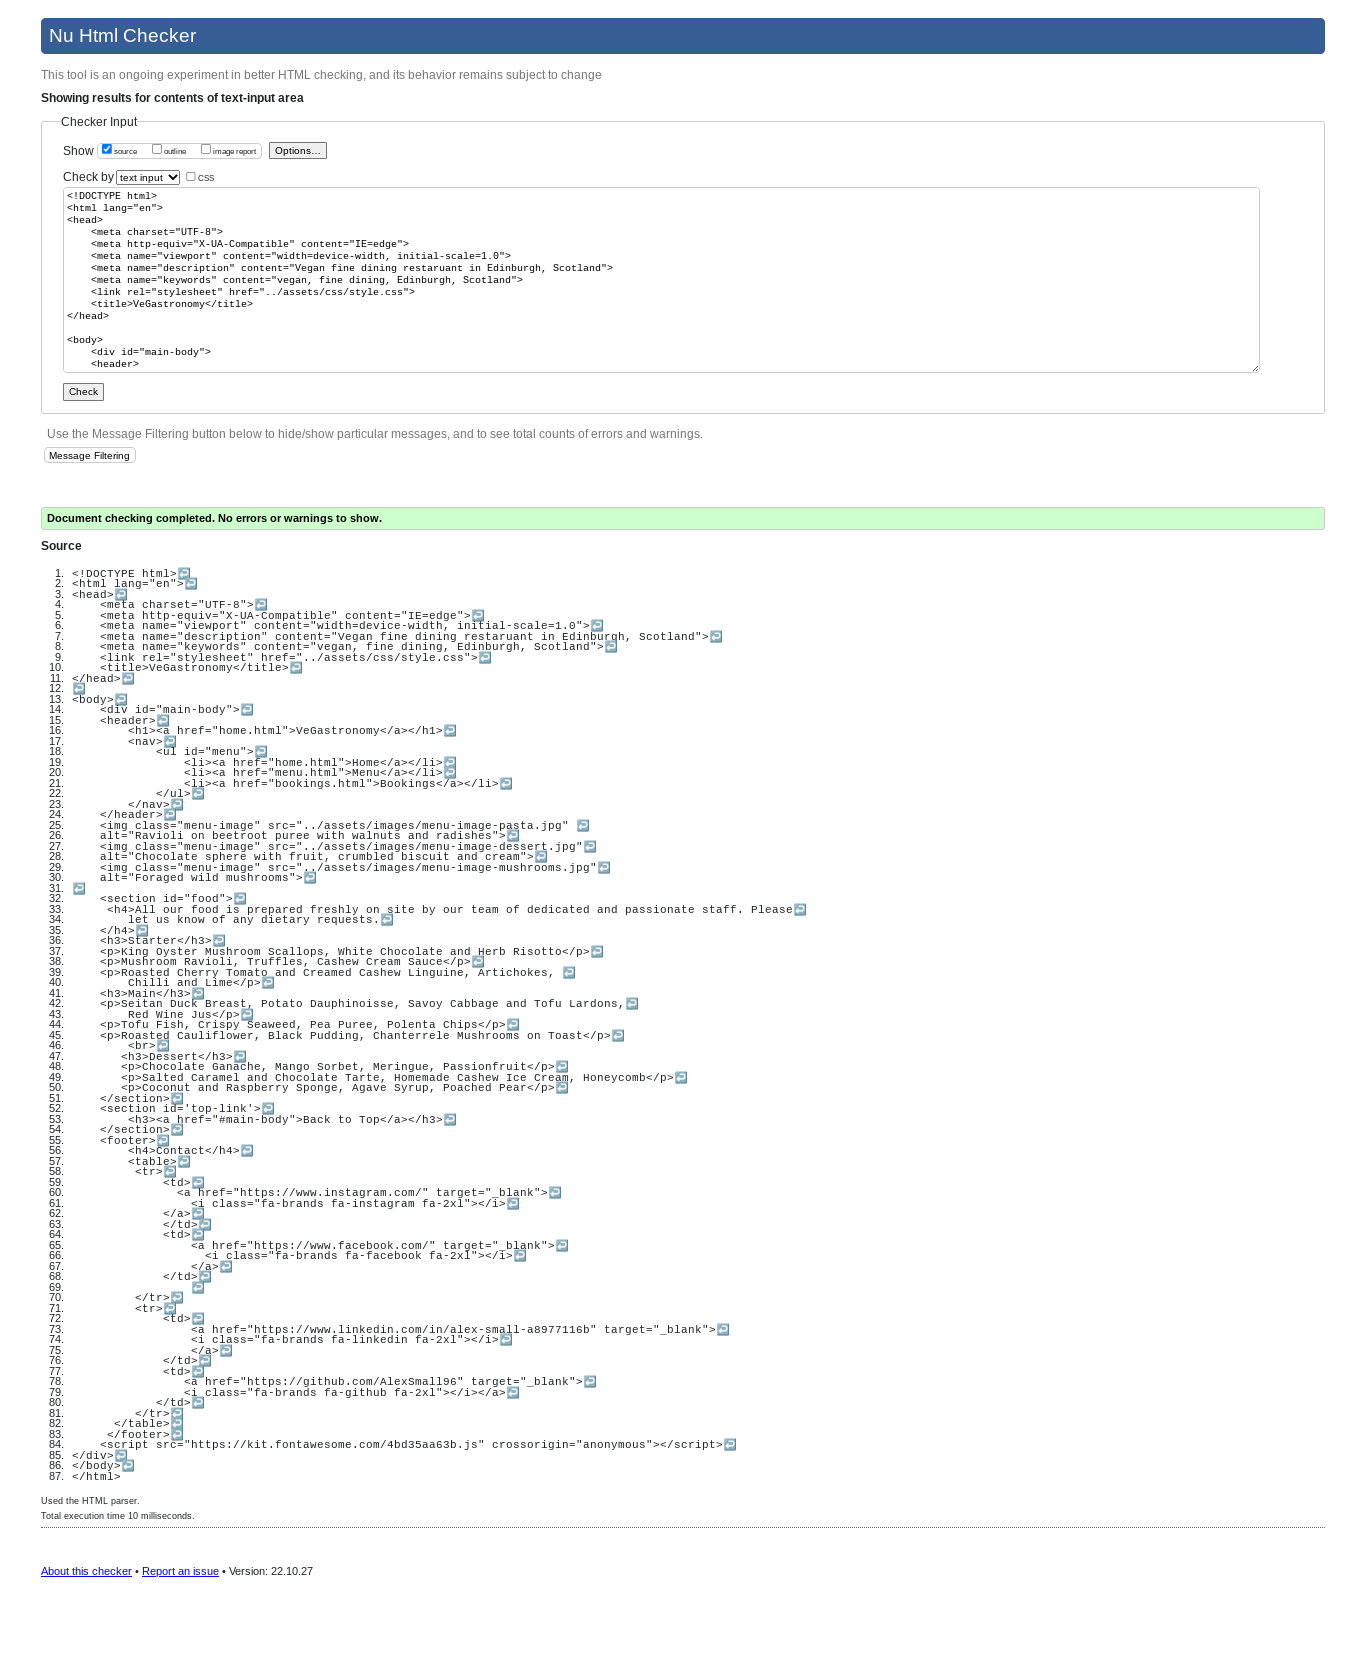 Nu Html Checker
This tool is an ongoing experiment in better HTML checking, and its behavior remains subject to change
Showing results for contents of text-input area
Checker Input
Show source outline image report Options...
Check by text input css
<!DOCTYPE html>
<html lang="en">
<head>
    <meta charset="UTF-8">
    <meta http-equiv="X-UA-Compatible" content="IE=edge">
    <meta name="viewport" content="width=device-width, initial-scale=1.0">
    <meta name="description" content="Vegan fine dining restaruant in Edinburgh, Scotland">
    <meta name="keywords" content="vegan, fine dining, Edinburgh, Scotland">
    <link rel="stylesheet" href="../assets/css/style.css">
    <title>VeGastronomy</title>
</head>
<body>
    <div id="main-body">
    <header>
Check
Use the Message Filtering button below to hide/show particular messages, and to see total counts of errors and warnings.
Message Filtering
Document checking completed. No errors or warnings to show.
Source
1. <!DOCTYPE html>↩
2. <html lang="en">↩
3. <head>↩
4.     <meta charset="UTF-8">↩
5.     <meta http-equiv="X-UA-Compatible" content="IE=edge">↩
6.     <meta name="viewport" content="width=device-width, initial-scale=1.0">↩
7.     <meta name="description" content="Vegan fine dining restaruant in Edinburgh, Scotland">↩
8.     <meta name="keywords" content="vegan, fine dining, Edinburgh, Scotland">↩
9.     <link rel="stylesheet" href="../assets/css/style.css">↩
10.     <title>VeGastronomy</title>↩
11. </head>↩
12. ↩
13. <body>↩
14.     <div id="main-body">↩
15.     <header>↩
16.         <h1><a href="home.html">VeGastronomy</a></h1>↩
17.         <nav>↩
18.             <ul id="menu">↩
19.                 <li><a href="home.html">Home</a></li>↩
20.                 <li><a href="menu.html">Menu</a></li>↩
21.                 <li><a href="bookings.html">Bookings</a></li>↩
22.             </ul>↩
23.         </nav>↩
24.     </header>↩
25.     <img class="menu-image" src="../assets/images/menu-image-pasta.jpg" ↩
26.     alt="Ravioli on beetroot puree with walnuts and radishes">↩
27.     <img class="menu-image" src="../assets/images/menu-image-dessert.jpg"↩
28.     alt="Chocolate sphere with fruit, crumbled biscuit and cream">↩
29.     <img class="menu-image" src="../assets/images/menu-image-mushrooms.jpg"↩
30.     alt="Foraged wild mushrooms">↩
31. ↩
32.     <section id="food">↩
33.      <h4>All our food is prepared freshly on site by our team of dedicated and passionate staff. Please↩
34.         let us know of any dietary requests.↩
35.     </h4>↩
36.     <h3>Starter</h3>↩
37.     <p>King Oyster Mushroom Scallops, White Chocolate and Herb Risotto</p>↩
38.     <p>Mushroom Ravioli, Truffles, Cashew Cream Sauce</p>↩
39.     <p>Roasted Cherry Tomato and Creamed Cashew Linguine, Artichokes, ↩
40.         Chilli and Lime</p>↩
41.     <h3>Main</h3>↩
42.     <p>Seitan Duck Breast, Potato Dauphinoisse, Savoy Cabbage and Tofu Lardons,↩
43.         Red Wine Jus</p>↩
44.     <p>Tofu Fish, Crispy Seaweed, Pea Puree, Polenta Chips</p>↩
45.     <p>Roasted Cauliflower, Black Pudding, Chanterrele Mushrooms on Toast</p>↩
46.         <br>↩
47.        <h3>Dessert</h3>↩
48.        <p>Chocolate Ganache, Mango Sorbet, Meringue, Passionfruit</p>↩
49.        <p>Salted Caramel and Chocolate Tarte, Homemade Cashew Ice Cream, Honeycomb</p>↩
50.        <p>Coconut and Raspberry Sponge, Agave Syrup, Poached Pear</p>↩
51.     </section>↩
52.     <section id='top-link'>↩
53.         <h3><a href="#main-body">Back to Top</a></h3>↩
54.     </section>↩
55.     <footer>↩
56.         <h4>Contact</h4>↩
57.         <table>↩
58.          <tr>↩
59.              <td>↩
60.                <a href="https://www.instagram.com/" target="_blank">↩
61.                  <i class="fa-brands fa-instagram fa-2xl"></i>↩
62.              </a>↩
63.              </td>↩
64.              <td>↩
65.                  <a href="https://www.facebook.com/" target="_blank">↩
66.                    <i class="fa-brands fa-facebook fa-2xl"></i>↩
67.                  </a>↩
68.              </td>↩
69.                  ↩
70.          </tr>↩
71.          <tr>↩
72.              <td>↩
73.                  <a href="https://www.linkedin.com/in/alex-small-a8977116b" target="_blank">↩
74.                  <i class="fa-brands fa-linkedin fa-2xl"></i>↩
75.                  </a>↩
76.              </td>↩
77.              <td>↩
78.                 <a href="https://github.com/AlexSmall96" target="_blank">↩
79.                 <i class="fa-brands fa-github fa-2xl"></i></a>↩
80.             </td>↩
81.          </tr>↩
82.       </table>↩
83.      </footer>↩
84.     <script src="https://kit.fontawesome.com/4bd35aa63b.js" crossorigin="anonymous"></script>↩
85. </div>↩
86. </body>↩
87. </html>
Used the HTML parser.
Total execution time 10 milliseconds.
About this checker • Report an issue • Version: 22.10.27